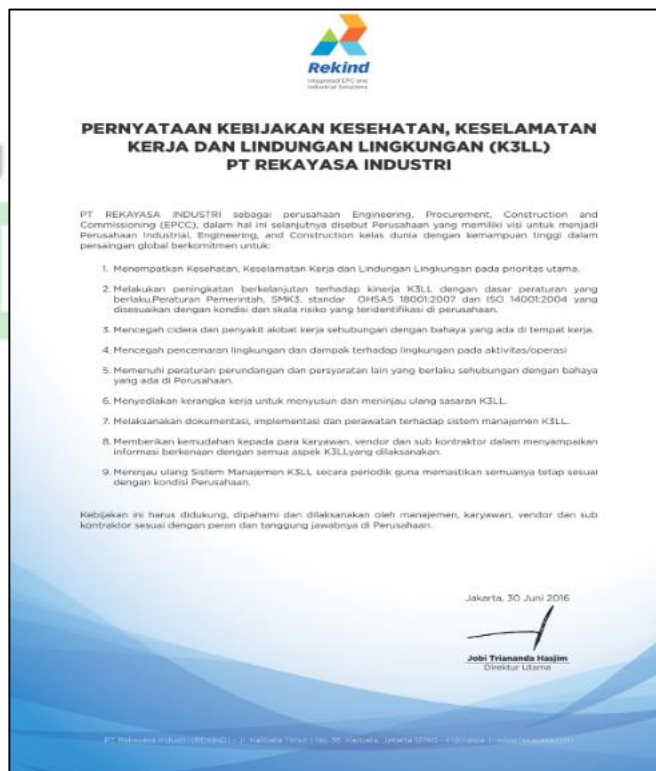 Rekind
Integrated EPC and
Industrial Solutions
PERNYATAAN KEBIJAKAN KESEHATAN, KESELAMATAN
KERJA DAN LINDUNGAN LINGKUNGAN (K3LL)
PT REKAYASA INDUSTRI
PT REKAYASA INDUSTRI sebagai perusahaan Engineering, Procurement, Construction and
Commissioning (EPCC), dalam hal ini selanjutnya disebut Perusahaan yang memiliki visi untuk menjadi
Perusahaan Industrial, Engineering, and Construction kelas dunia dengan kemampuan tinggi dalam
persaingan global berkomitmen untuk:
1. Menempatkan Kesehatan, Keselamatan Kerja dan Lindungan Lingkungan pada prioritas utama.
2. Melakukan peningkatan berkelanjutan terhadap kinerja K3LL dengan dasar peraturan yang
berlaku,Peraturan Pemerintah, SMK3, standar OHSAS 18001:2007 dan ISO 14001:2004 yang
disesuaikan dengan kondisi dan skala risiko yang teridentifikasi di perusahaan.
3. Mencegah cidera dan penyakit akibat kerja sehubungan dengan bahaya yang ada di tempat kerja.
4. Mencegah pencemaran lingkungan dan dampak terhadap lingkungan pada aktivitas/operasi
5. Memenuhi peraturan perundangan dan persyaratan lain yang berlaku sehubungan dengan bahaya
yang ada di Perusahaan.
6. Menyediakan kerangka kerja untuk menyusun dan meninjau ulang sasaran K3LL.
7. Melaksanakan dokumentasi, implementasi dan perawatan terhadap sistem manajemen K3LL.
8. Memberikan kemudahan kepada para karyawan, vendor dan sub kontraktor dalam menyampaikan
informasi berkenaan dengan semua aspek K3LLyang dilaksanakan.
9. Meninjau ulang Sistem Manajemen K3LL secara periodik guna memastikan semuanya tetap sesuai
dengan kondisi Perusahaan.
Kebijakan ini harus didukung, dipahami dan dilaksanakan oleh manajemen, karyawan, vendor dan sub
kontraktor sesuai dengan peran dan tanggung jawabnya di Perusahaan.
Jakarta, 30 Juni 2016
Jobi Triananda Hasjim
Direktur Utama
PT Rekayasa Industri (REKIND) - Jl. Kalibata Timur I No. 36 Kalibata, Jakarta - Indonesia